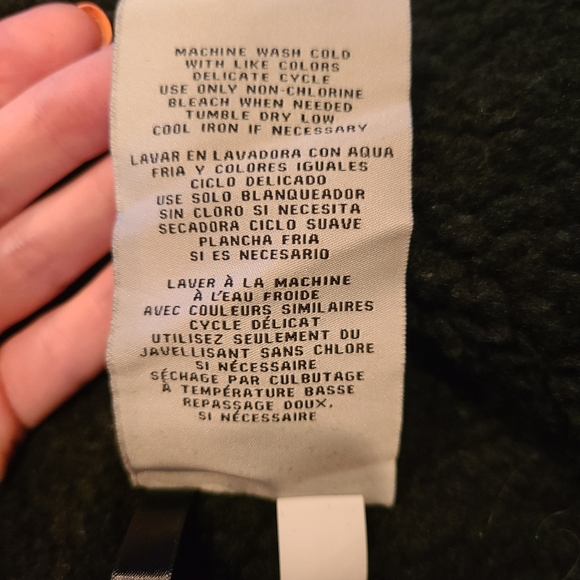 MACHINE WASH COLD
WITH LIKE COLORS
DELICATE CYCLE
USE ONLY NON-CHLORINE
BLEACH WHEN NEEDED
TUMBLE DRY LOW
COOL IRON IF NECESSARY
LAVAR EN LAVADORA CON AQUA
FRIA Y COLORES IGUALES
CICLO DELICADO
USE SOLO BLANQUEADOR
SIN CLORO SI NECESITA
SECADORA CICLO SUAVE
PLANCHA FRIA
SI ES NECESARIO
LAVER À LA MACHINE
À L'EAU FROIDE
AVEC COULEURS SIMILAIRES
CYCLE DÉLICAT
UTILISEZ SEULEMENT DU
JAVELLISANT SANS CHLORE
SI NÉCESSAIRE
SÉCHAGE PAR CULBUTAGE
À TEMPÉRATURE BASSE
REPASSAGE DOUX,
SI NÉCESSAIRE